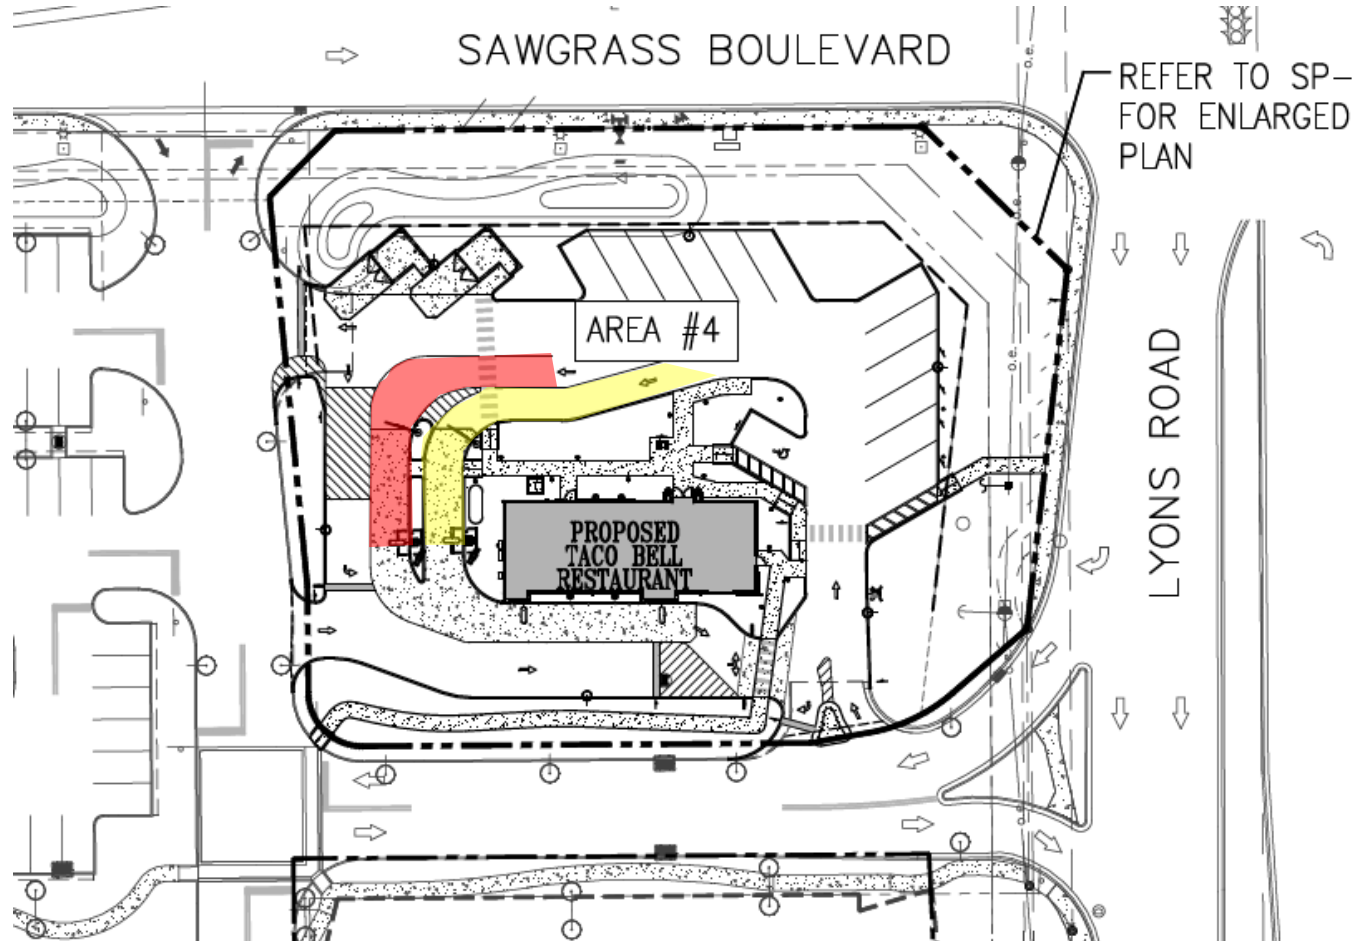 SAWGRASS BOULEVARD
REFER TO SP-
FOR ENLARGED
PLAN
AREA #4
LYONS ROAD
PROPOSED
TACO BELL
RESTAURANT
o.e.
o.e.
o.e.